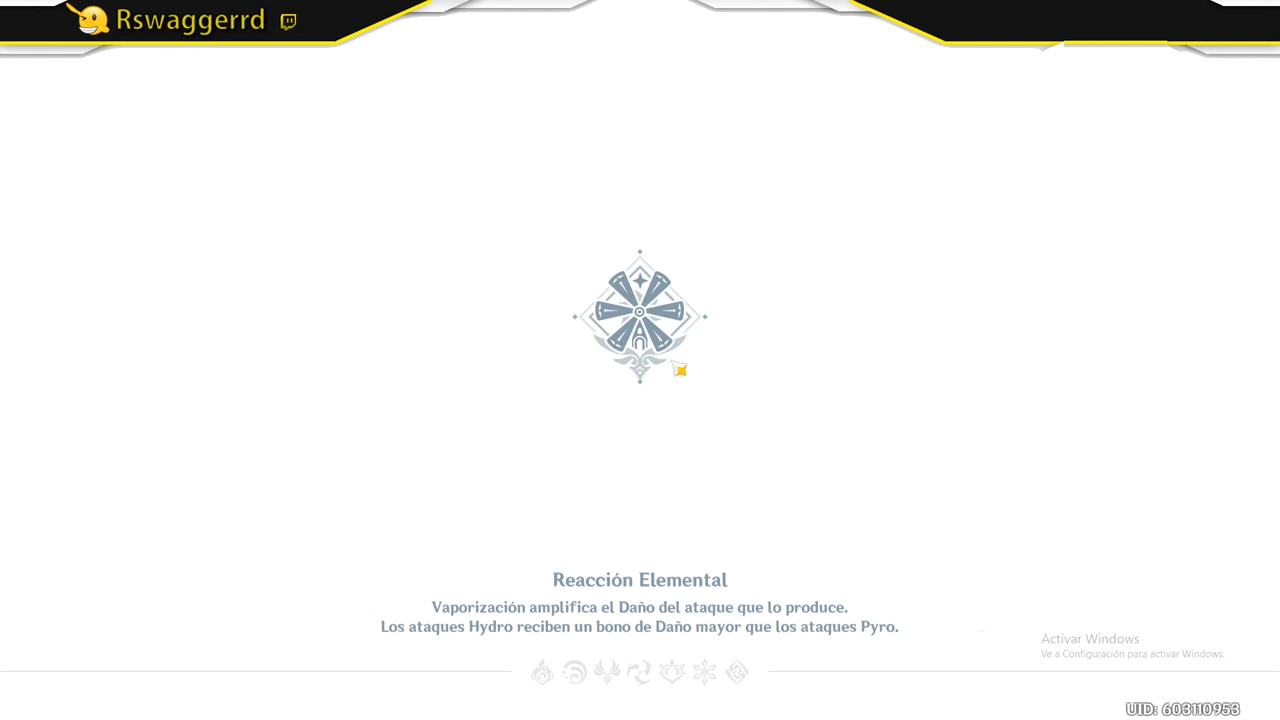 Rswaggerrd
Reacción Elemental
Vaporización amplifica el Daño del ataque que lo produce.
Los ataques Hydro reciben un bono de Daño mayor que los ataques Pyro.
Activar Windows
Ve a Configuración para activar Windows.
UID: 603110953